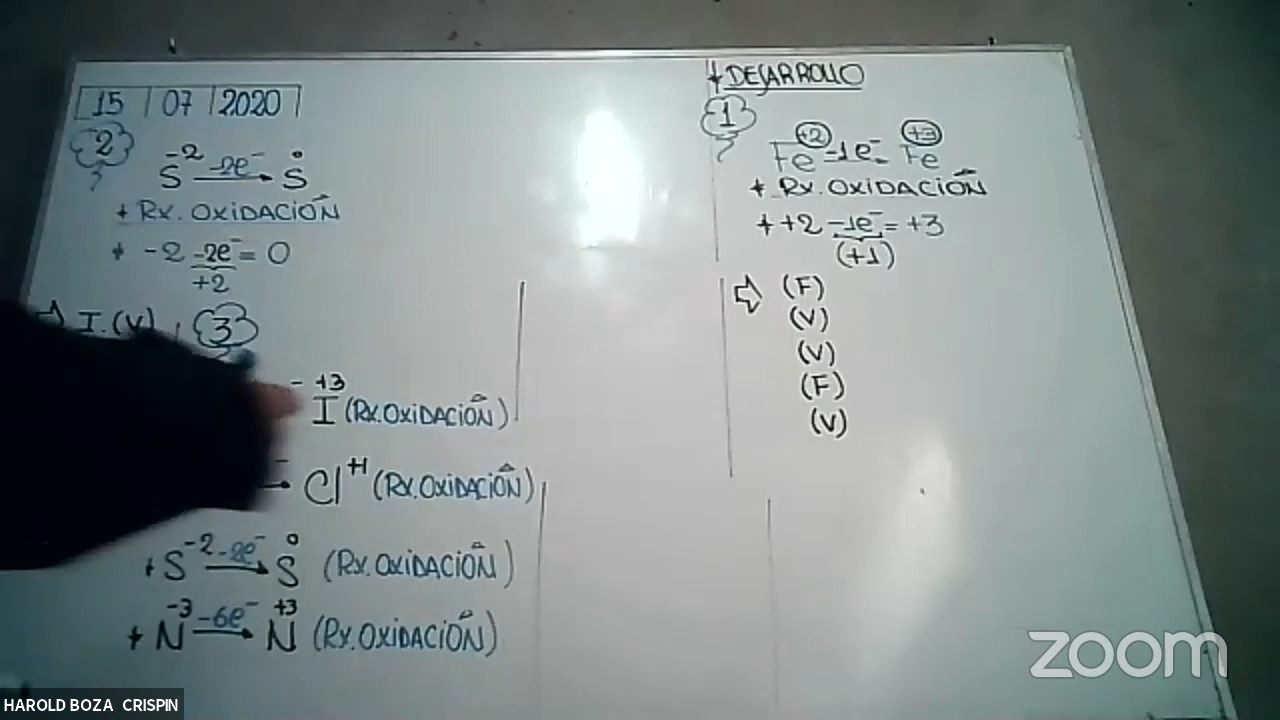 15 | 07 | 2020
2
S⁻² -2e⁻ → S⁰
+ Rx. OXIDACIÓN
+ -2 -2e⁻ = 0
+2
I. (V)
3
- +3
I (RX. OXIDACIÓN)
→ Cl⁺¹ (RX. OXIDACIÓN)
+ S⁻² -2e⁻ → S⁰ (RX. OXIDACIÓN)
+ N⁻³ -6e⁻ → N⁺³ (RX. OXIDACIÓN)
+ DESARROLLO
1
Fe⁺² -1e⁻ = Fe⁺³
+ Rx. OXIDACIÓN
+ +2 -1e⁻ = +3
(+1)
⇨ (F)
(V)
(V)
(F)
(V)
zoom
HAROLD BOZA CRISPIN